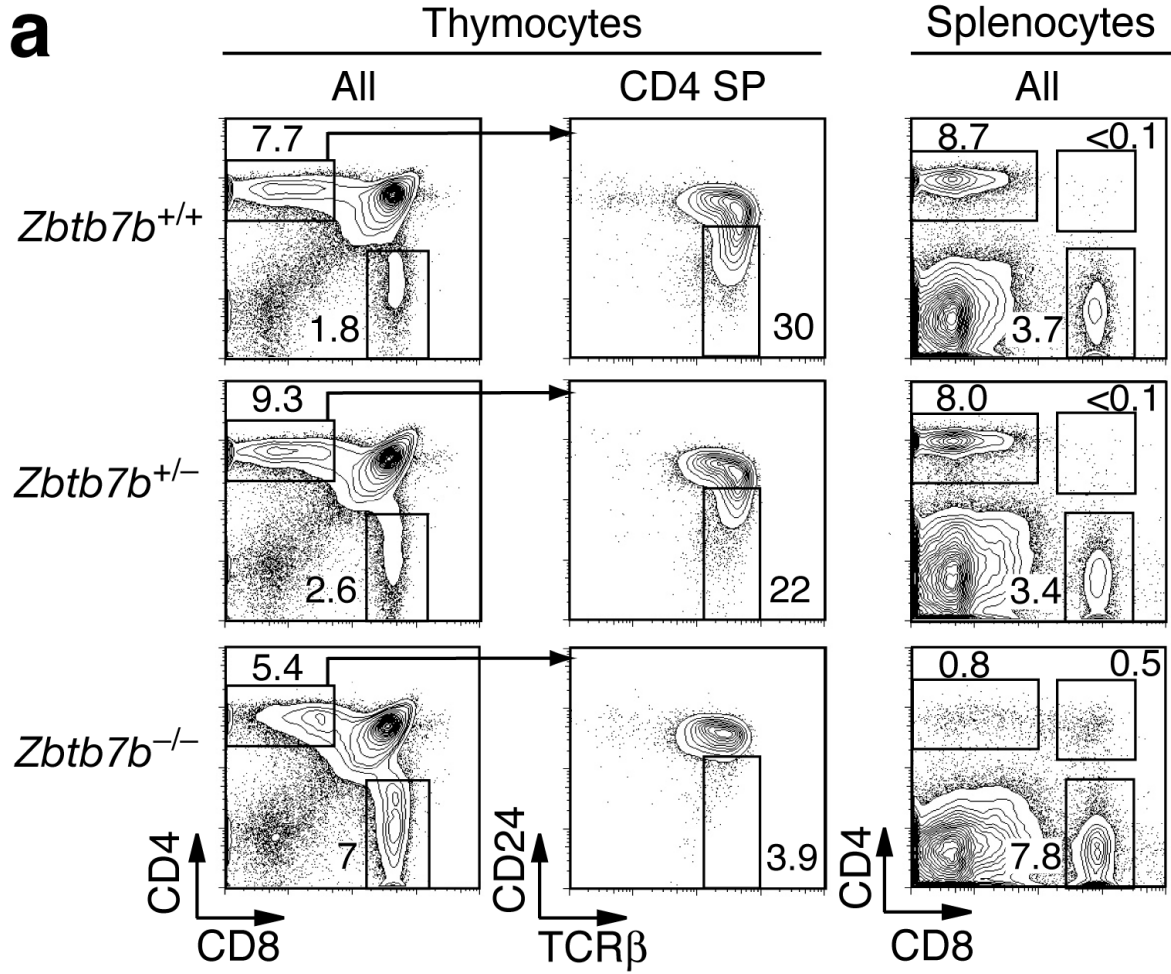 a
Thymocytes
Splenocytes
All
CD4 SP
All
Zbtb7b+/+
7.7
1.8
30
8.7
<0.1
3.7
Zbtb7b+/–
9.3
2.6
22
8.0
<0.1
3.4
Zbtb7b–/–
5.4
7
3.9
0.8
0.5
7.8
CD4
CD8
CD24
TCRβ
CD4
CD8